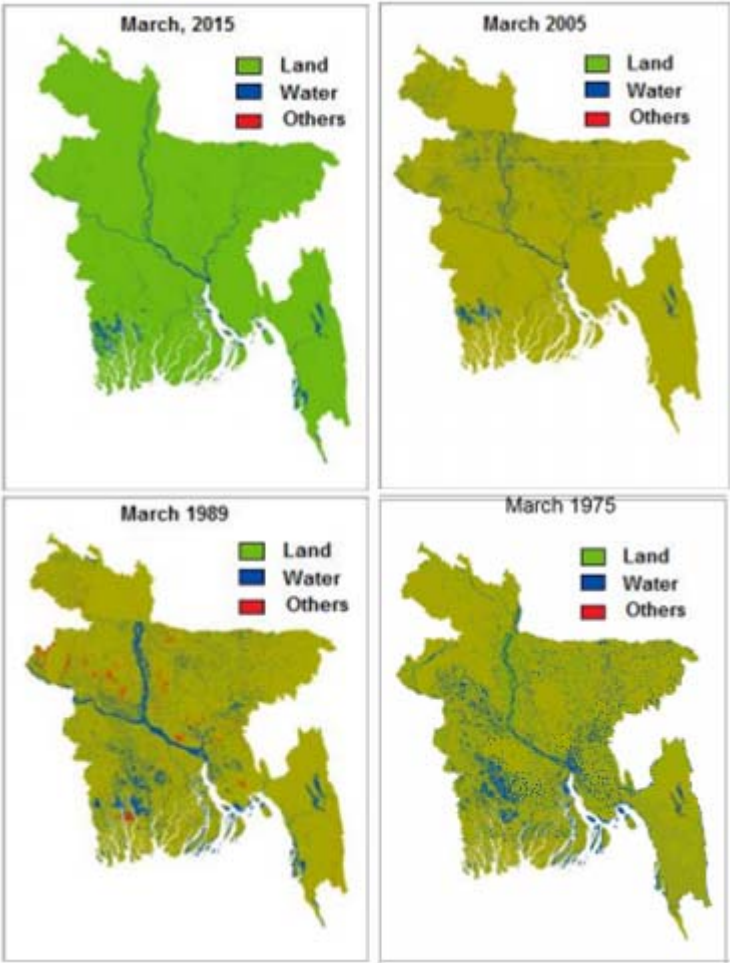 March, 2015
Land
Water
Others
March 2005
Land
Water
Others
March 1989
Land
Water
Others
March 1975
Land
Water
Others